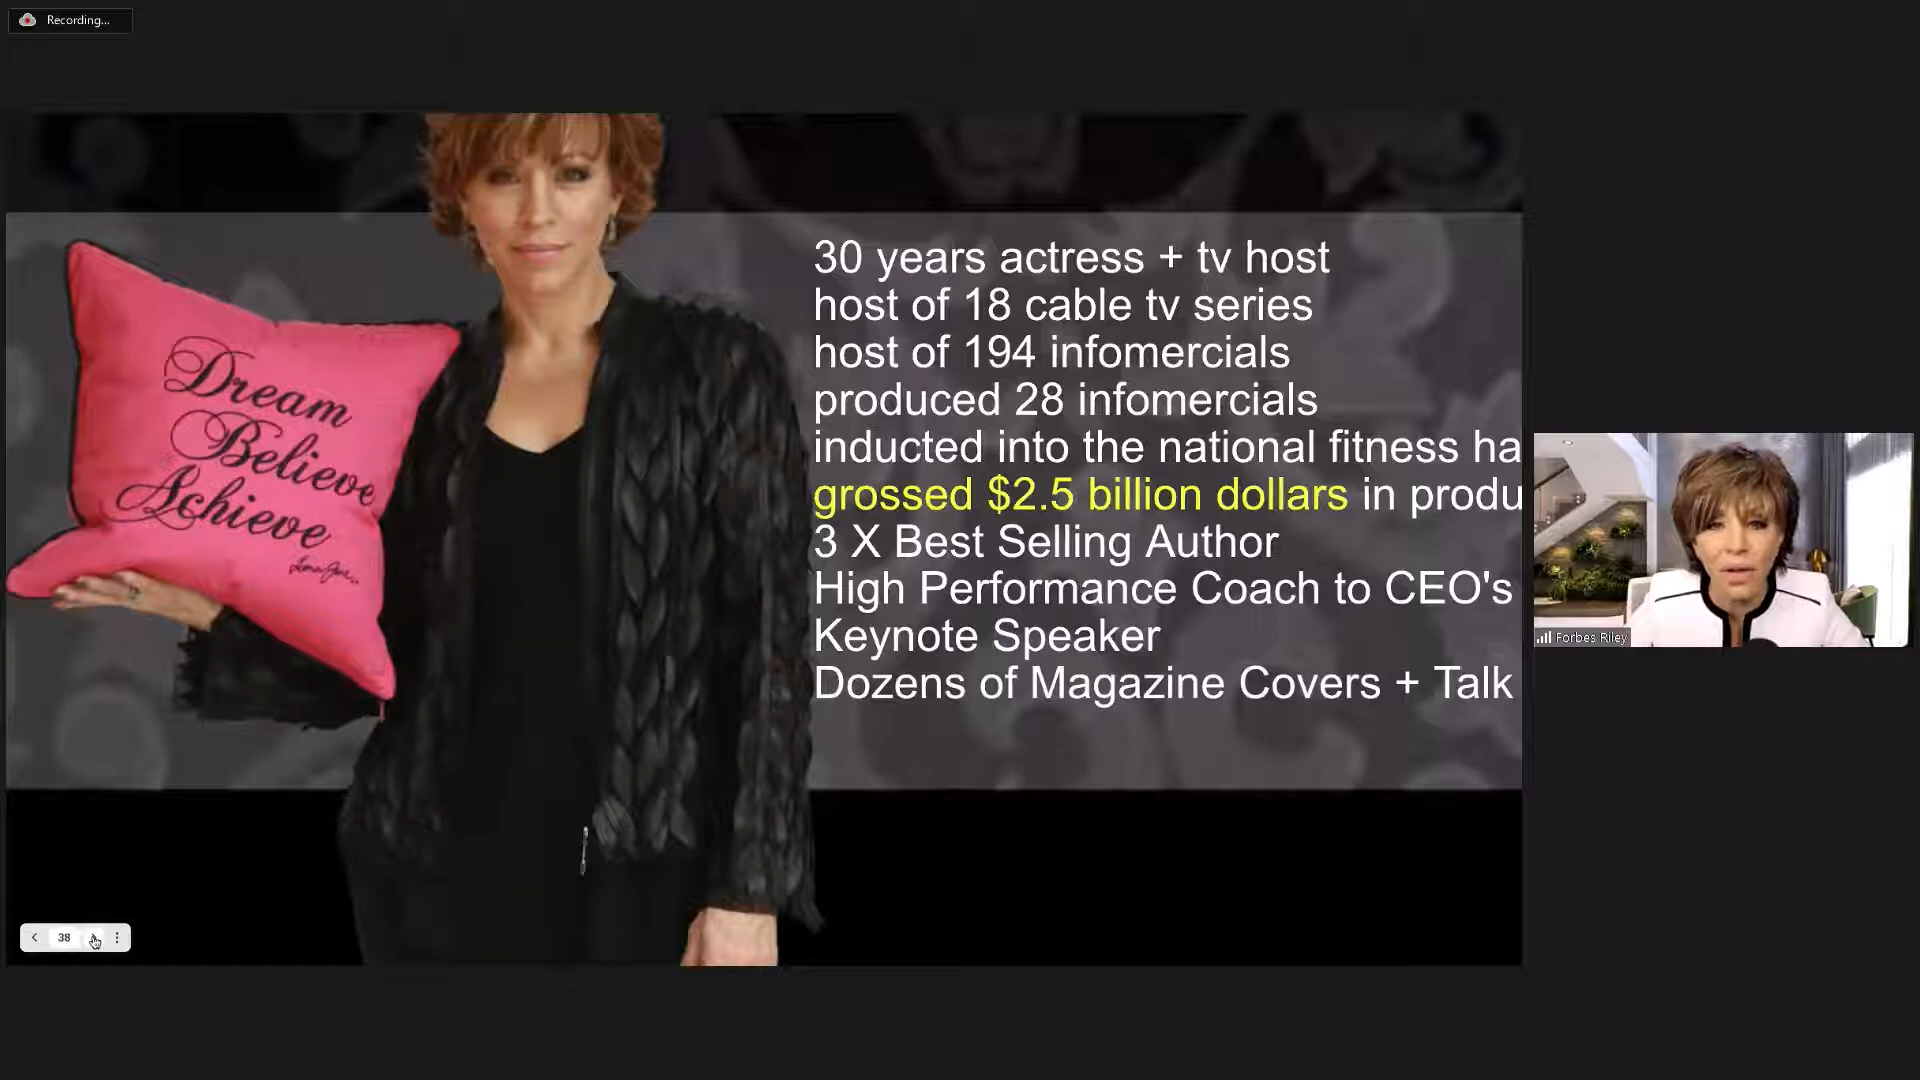 Recording...
30 years actress + tv host
host of 18 cable tv series
host of 194 infomercials
produced 28 infomercials
inducted into the national fitness ha
grossed $2.5 billion dollars in produ
3 X Best Selling Author
High Performance Coach to CEO's
Keynote Speaker
Dozens of Magazine Covers + Talk
Dream
Believe
Achieve
Forbes Riley
38